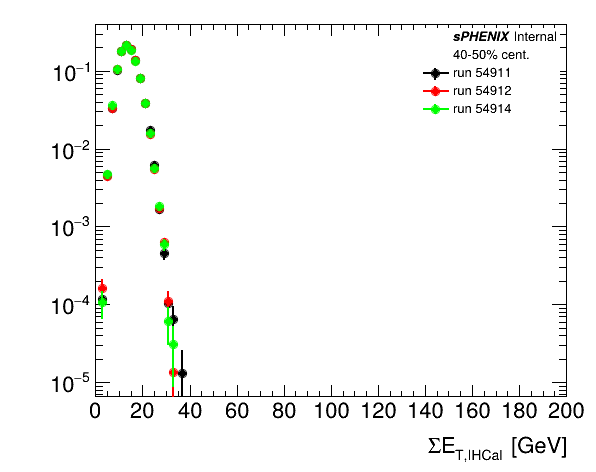 sPHENIX Internal
40-50% cent.
run 54911
run 54912
run 54914
10⁻¹
10⁻²
10⁻³
10⁻⁴
10⁻⁵
0 20 40 60 80 100 120 140 160 180 200
ΣE_T,IHCal [GeV]